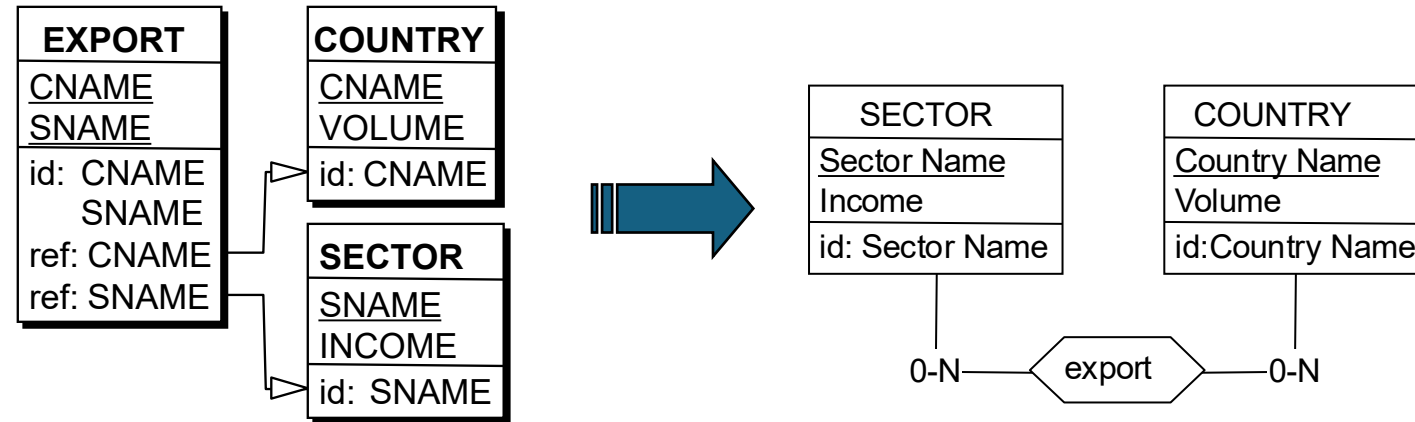 EXPORT
CNAME
SNAME
id: CNAME
SNAME
ref: CNAME
ref: SNAME
COUNTRY
CNAME
VOLUME
id: CNAME
SECTOR
SNAME
INCOME
id: SNAME
SECTOR
Sector Name
Income
id: Sector Name
COUNTRY
Country Name
Volume
id:Country Name
0-N
export
0-N